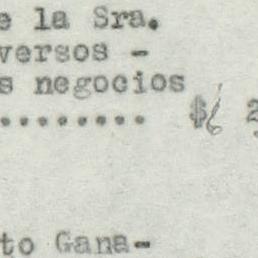 e la Sra.
versos -
s negocios
........ $ 2
to Gana-